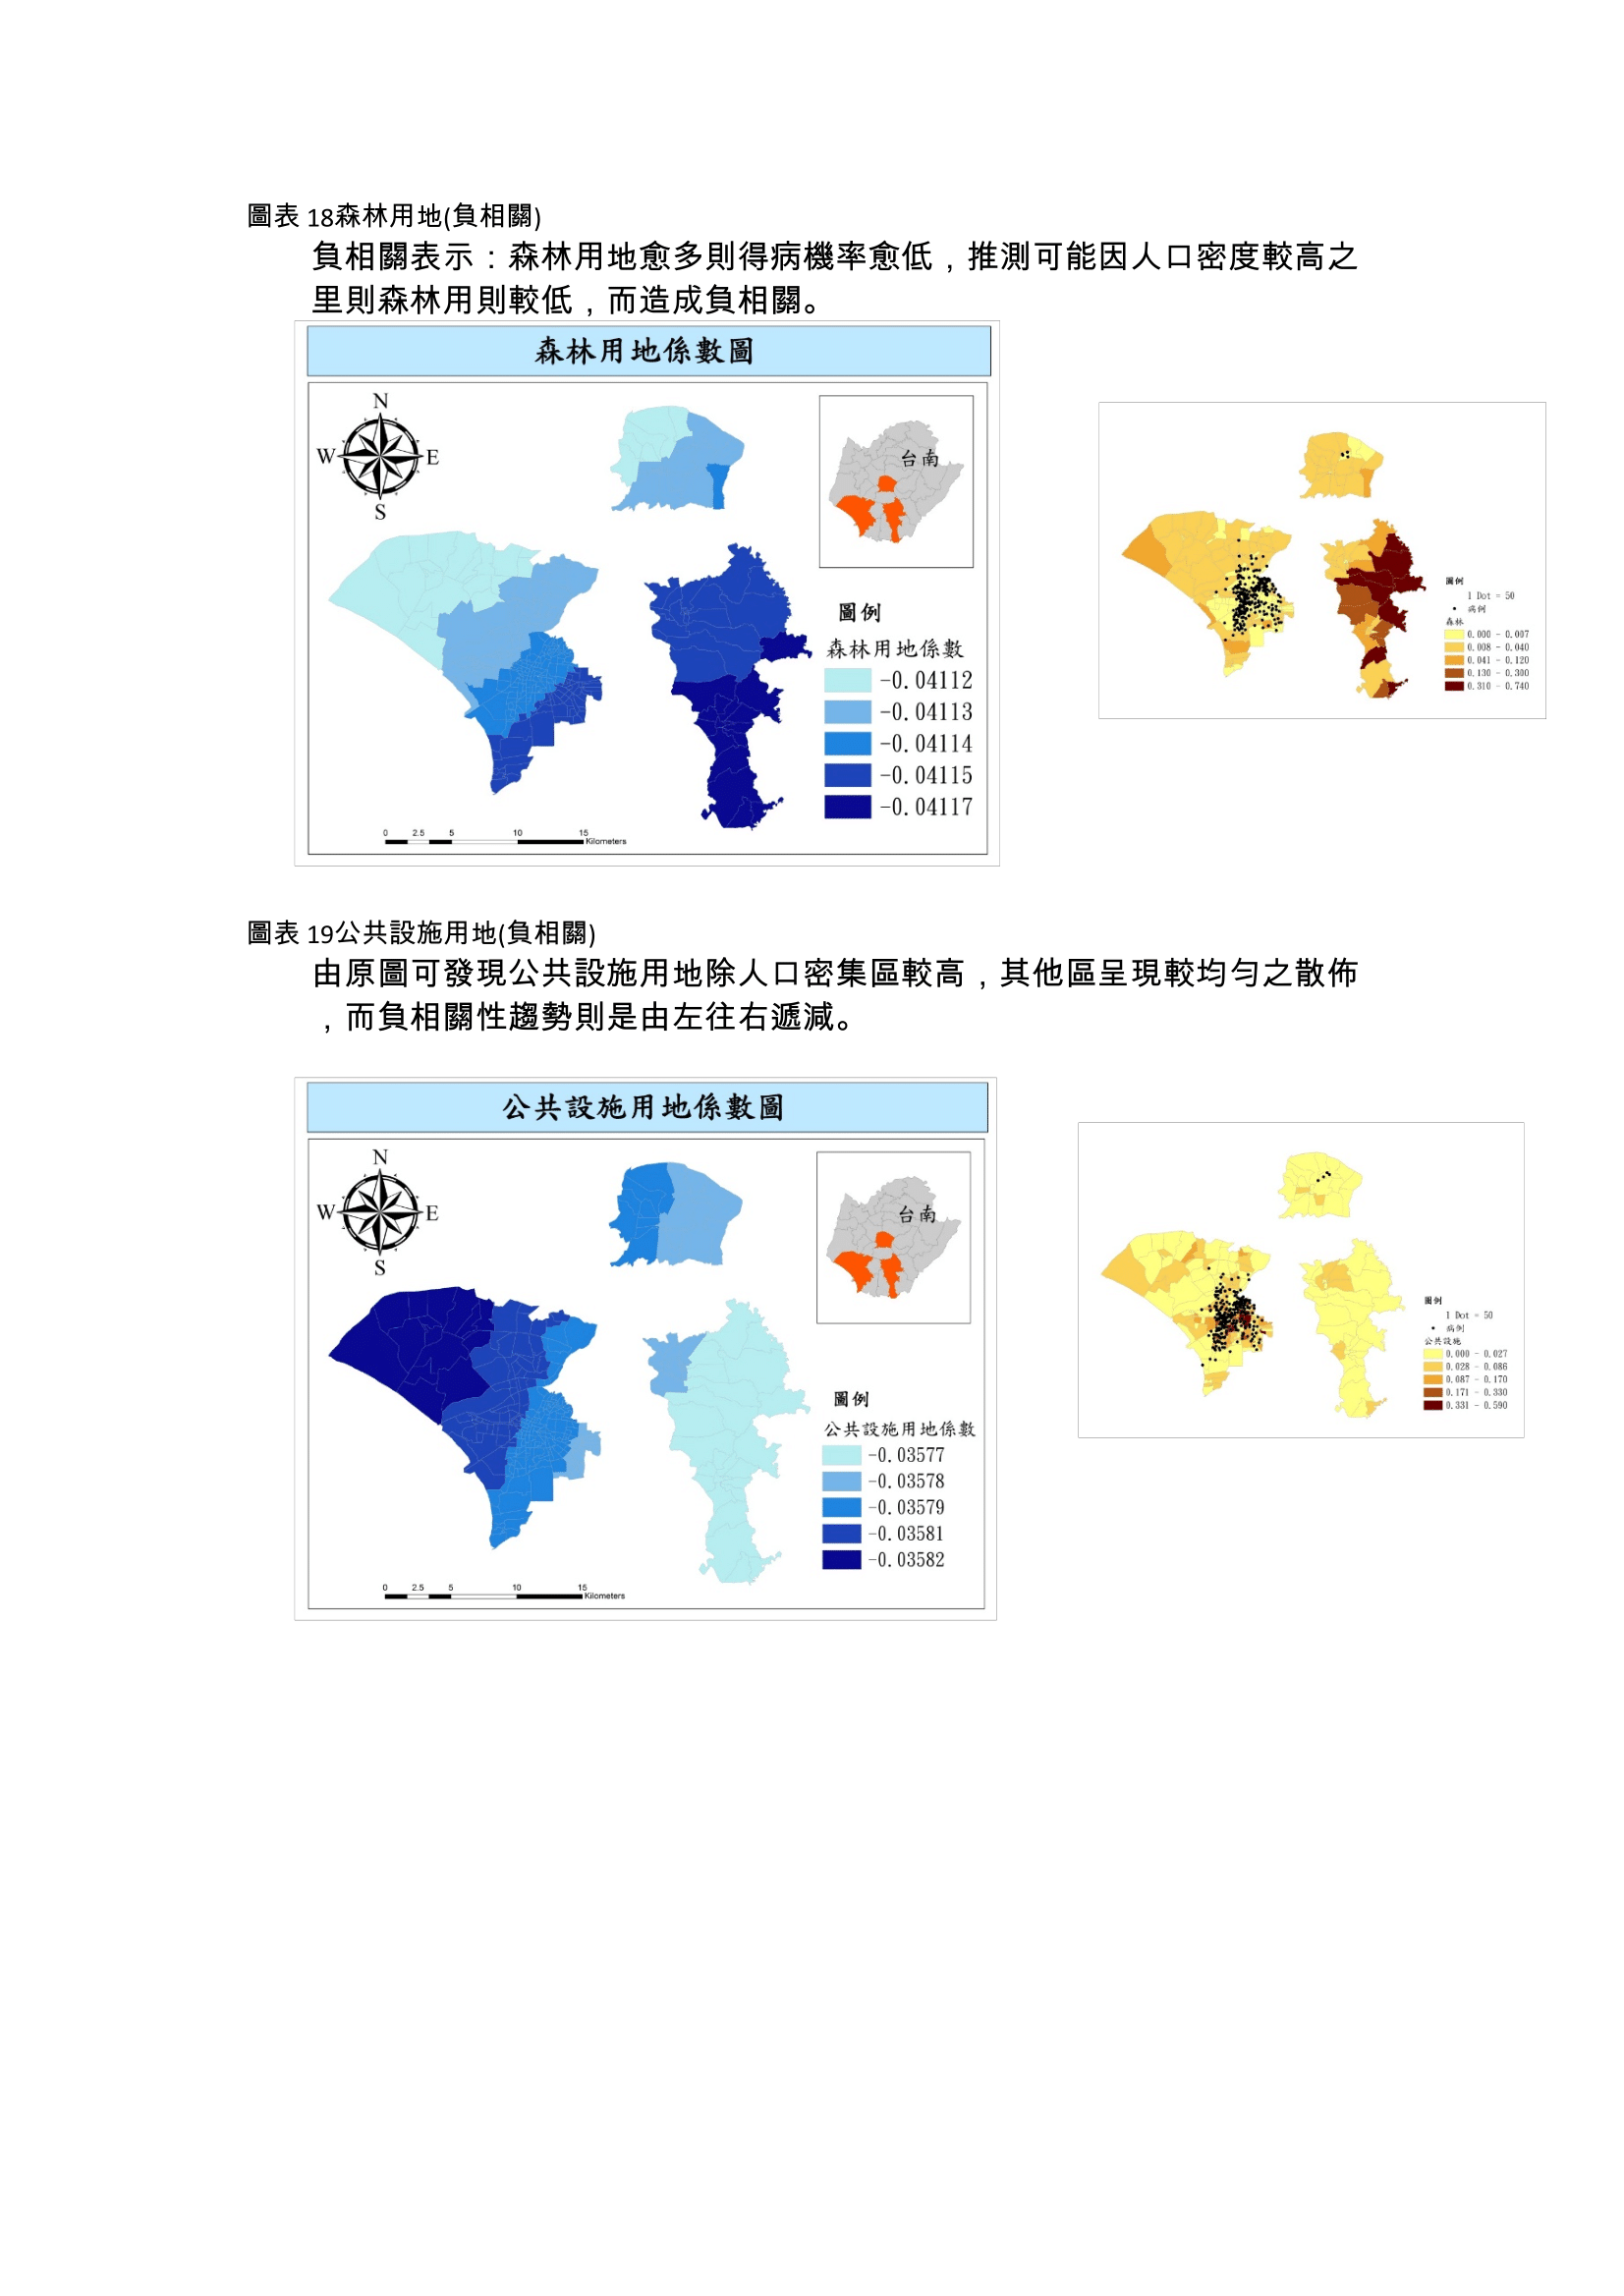 圖表 18森林用地(負相關)
負相關表示：森林用地愈多則得病機率愈低，推測可能因人口密度較高之
里則森林用則較低，而造成負相關。
森林用地係數圖
N
W
E
S
台南
圖例
森林用地係數
-0.04112
-0.04113
-0.04114
-0.04115
-0.04117
0 2.5 5 10 15
Kilometers
圖例
1 Dot = 50
病例
森林
0.000 - 0.007
0.008 - 0.040
0.041 - 0.120
0.130 - 0.300
0.310 - 0.740
圖表 19公共設施用地(負相關)
由原圖可發現公共設施用地除人口密集區較高，其他區呈現較均勻之散佈
，而負相關性趨勢則是由左往右遞減。
公共設施用地係數圖
N
W
E
S
台南
圖例
公共設施用地係數
-0.03577
-0.03578
-0.03579
-0.03581
-0.03582
0 2.5 5 10 15
Kilometers
圖例
1 Dot = 50
病例
公共設施
0.000 - 0.027
0.028 - 0.086
0.087 - 0.170
0.171 - 0.330
0.331 - 0.590